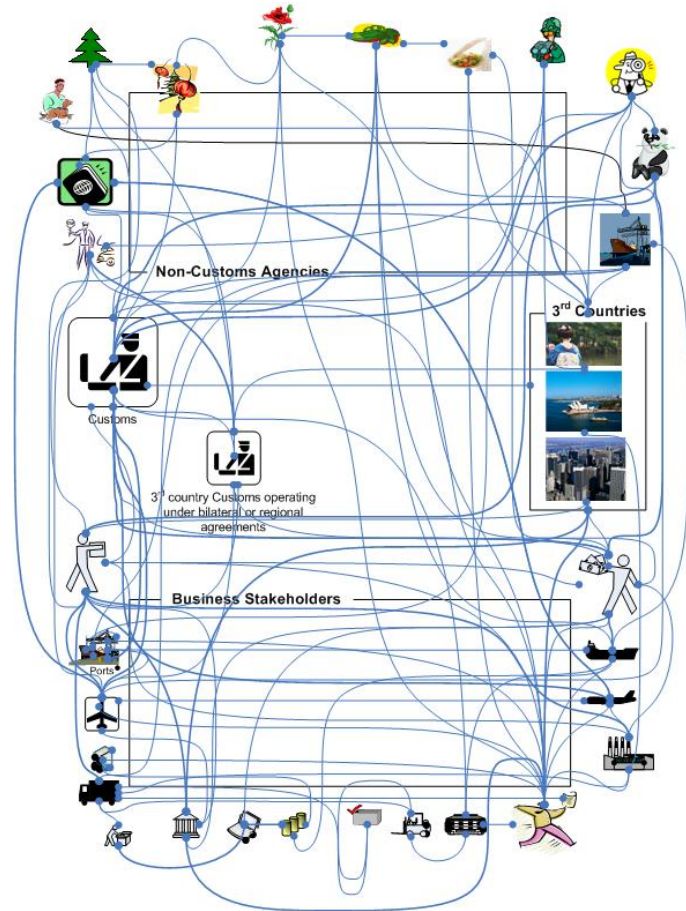 Non-Customs Agencies
3rd Countries
Customs
3rd country Customs operating
under bilateral or regional
agreements
Business Stakeholders
Ports